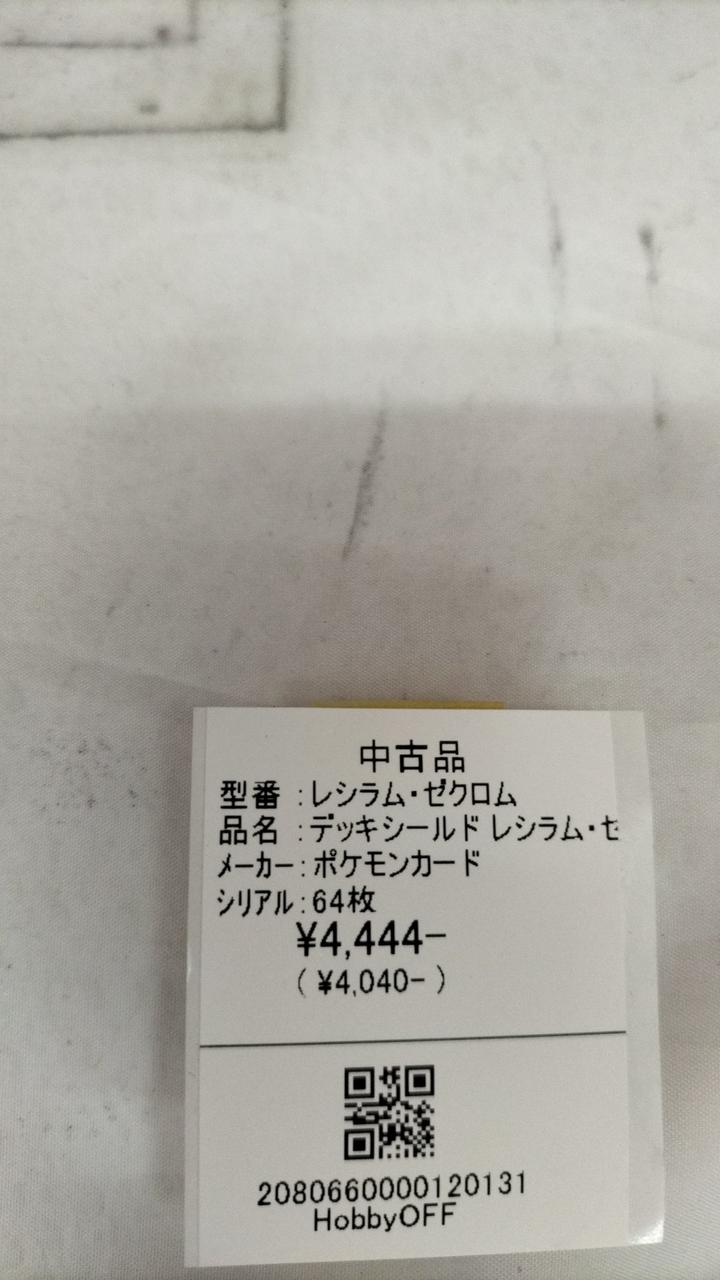 中古品
型番 :レシラム・ゼクロム
品名 :デッキシールド レシラム・ゼ
メーカー:ポケモンカード
シリアル:64枚
¥4,444−
( ¥4,040− )
2080660000120131
HobbyOFF